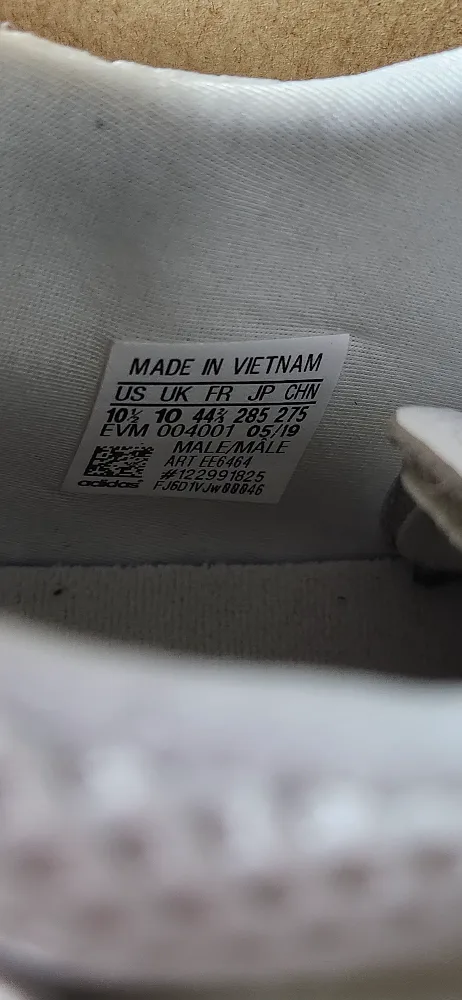 MADE IN VIETNAM
US UK FR JP CHN
10½ 10 44⅔ 285 275
EVM 004001 05/19
MALE/MÂLE
ART EE6464
#122991825
adidas